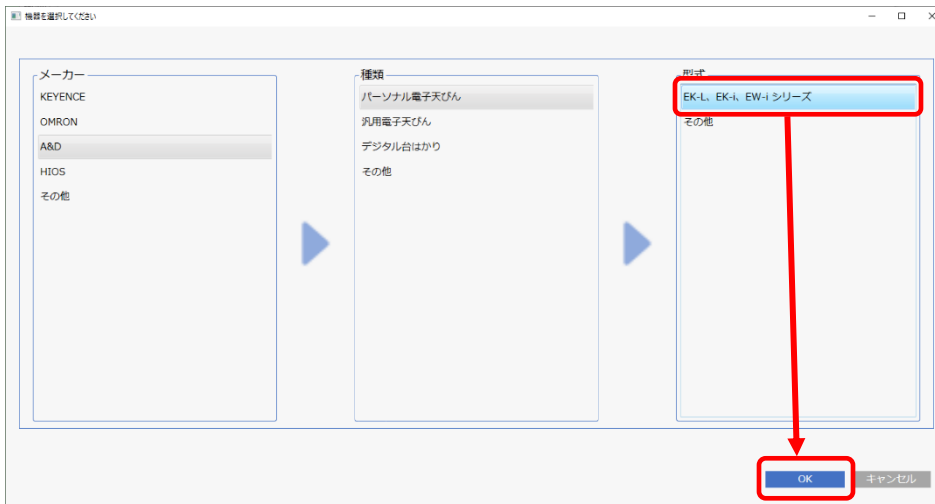 機器を選択してください
メーカー
KEYENCE
OMRON
A&D
HIOS
その他
種類
パーソナル電子天びん
汎用電子天びん
デジタル台はかり
その他
型式
EK-L、EK-i、EW-i シリーズ
その他
OK
キャンセル